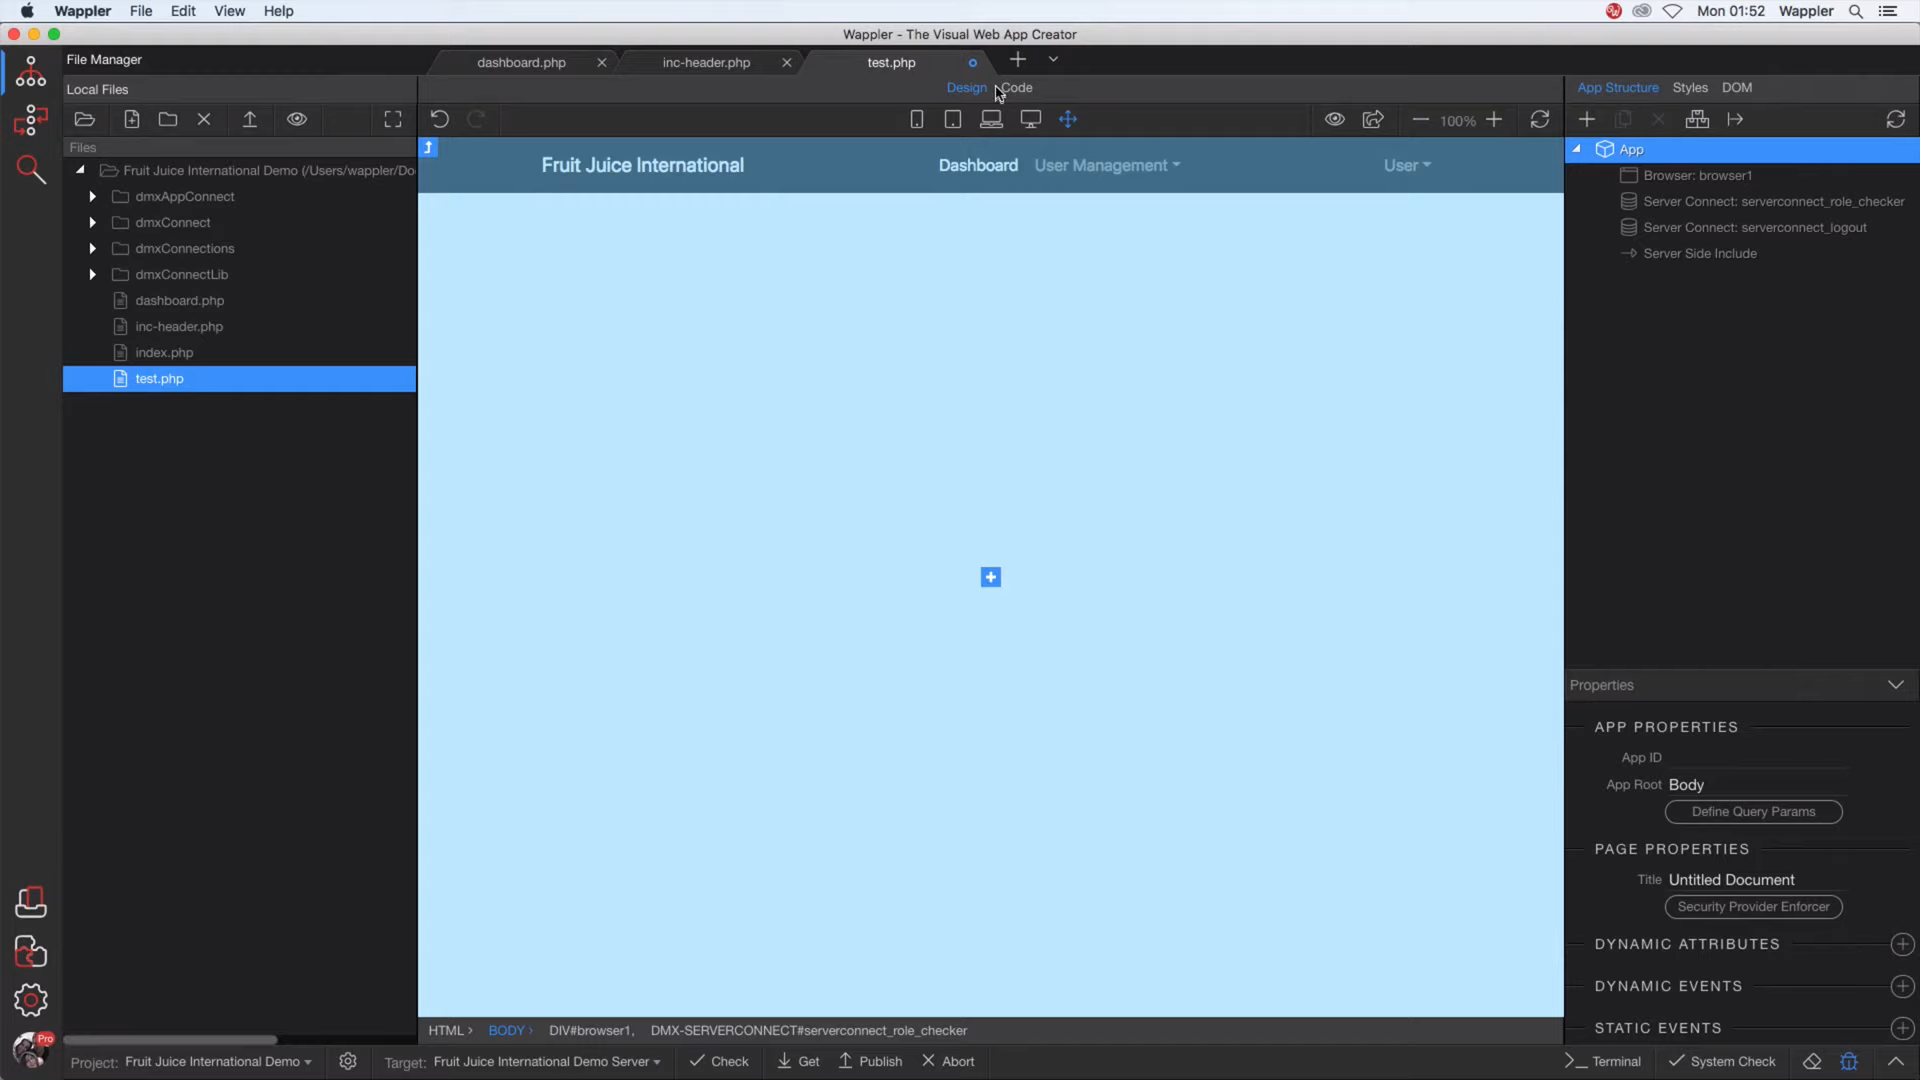 Wappler File Edit View Help Mon 01:52 Wappler
Wappler - The Visual Web App Creator
File Manager
dashboard.php inc-header.php test.php
Local Files
Design Code
App Structure Styles DOM
100%
Files
Fruit Juice International Demo (/Users/wappler/Do
dmxAppConnect
dmxConnect
dmxConnections
dmxConnectLib
dashboard.php
inc-header.php
index.php
test.php
Fruit Juice International Dashboard User Management User
App
Browser: browser1
Server Connect: serverconnect_role_checker
Server Connect: serverconnect_logout
Server Side Include
Properties
APP PROPERTIES
App ID
App Root Body
Define Query Params
PAGE PROPERTIES
Title Untitled Document
Security Provider Enforcer
DYNAMIC ATTRIBUTES
DYNAMIC EVENTS
STATIC EVENTS
HTML › BODY › DIV#browser1, DMX-SERVERCONNECT#serverconnect_role_checker
Pro
Project: Fruit Juice International Demo Target: Fruit Juice International Demo Server Check Get Publish Abort Terminal System Check